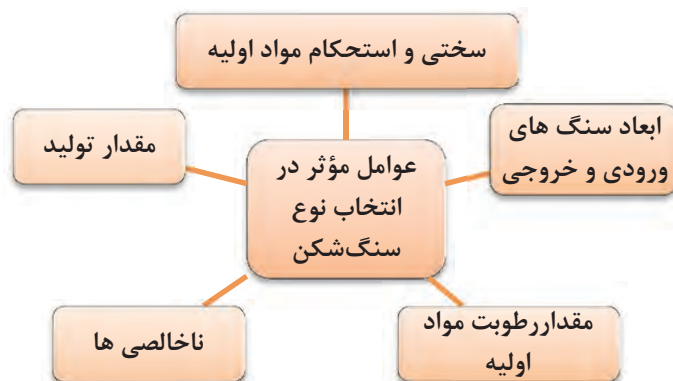 سختی و استحکام مواد اولیه
ابعاد سنگ های
ورودی و خروجی
مقدار تولید
عوامل مؤثر در
انتخاب نوع
سنگ‌شکن
مقداررطوبت مواد
اولیه
ناخالصی ها